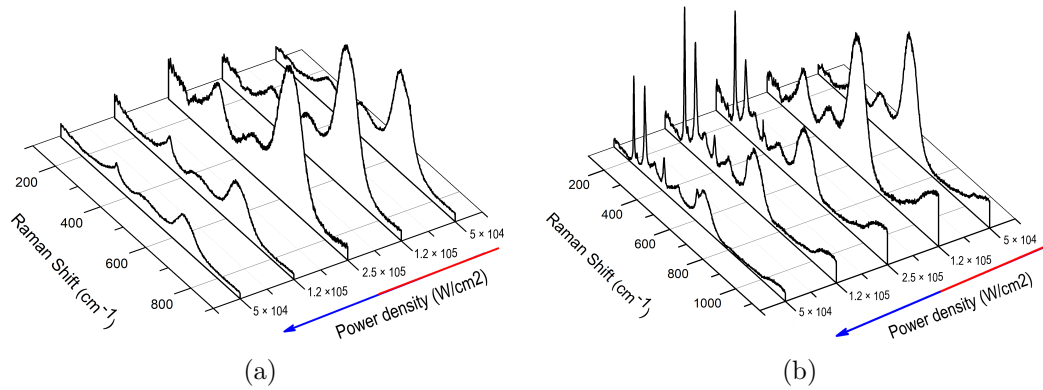 200
400
600
800
Raman Shift (cm⁻¹)
5 × 104
1.2 × 105
2.5 × 105
1.2 × 105
5 × 104
Power density (W/cm2)
(a)
200
400
600
800
1000
Raman Shift (cm⁻¹)
5 × 104
1.2 × 105
2.5 × 105
1.2 × 105
5 × 104
Power density (W/cm2)
(b)